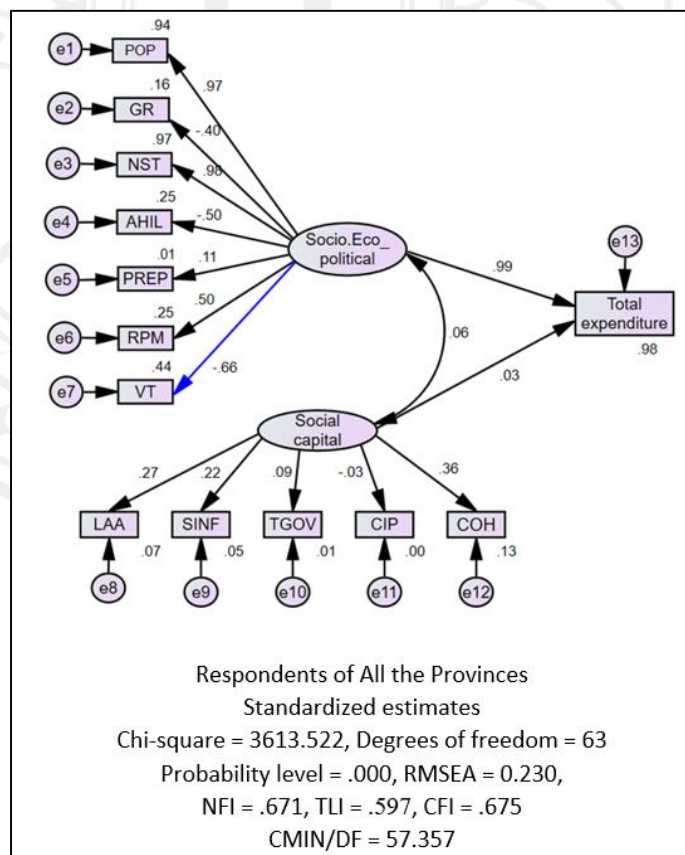 .94
e1
POP
.97
.16
e2
GR
-.40
.97
e3
NST
.98
.25
e4
AHIL
-.50
.01
.11
e5
PREP
.50
.25
e6
RPM
.44
-.66
e7
VT
Socio.Eco_
political
.99
e13
Total
expenditure
.98
.06
.03
Social
capital
.27
.22
.09
-.03
.36
LAA
SINF
TGOV
CIP
COH
.07
.05
.01
.00
.13
e8
e9
e10
e11
e12
Respondents of All the Provinces
Standardized estimates
Chi-square = 3613.522, Degrees of freedom = 63
Probability level = .000, RMSEA = 0.230,
NFI = .671, TLI = .597, CFI = .675
CMIN/DF = 57.357